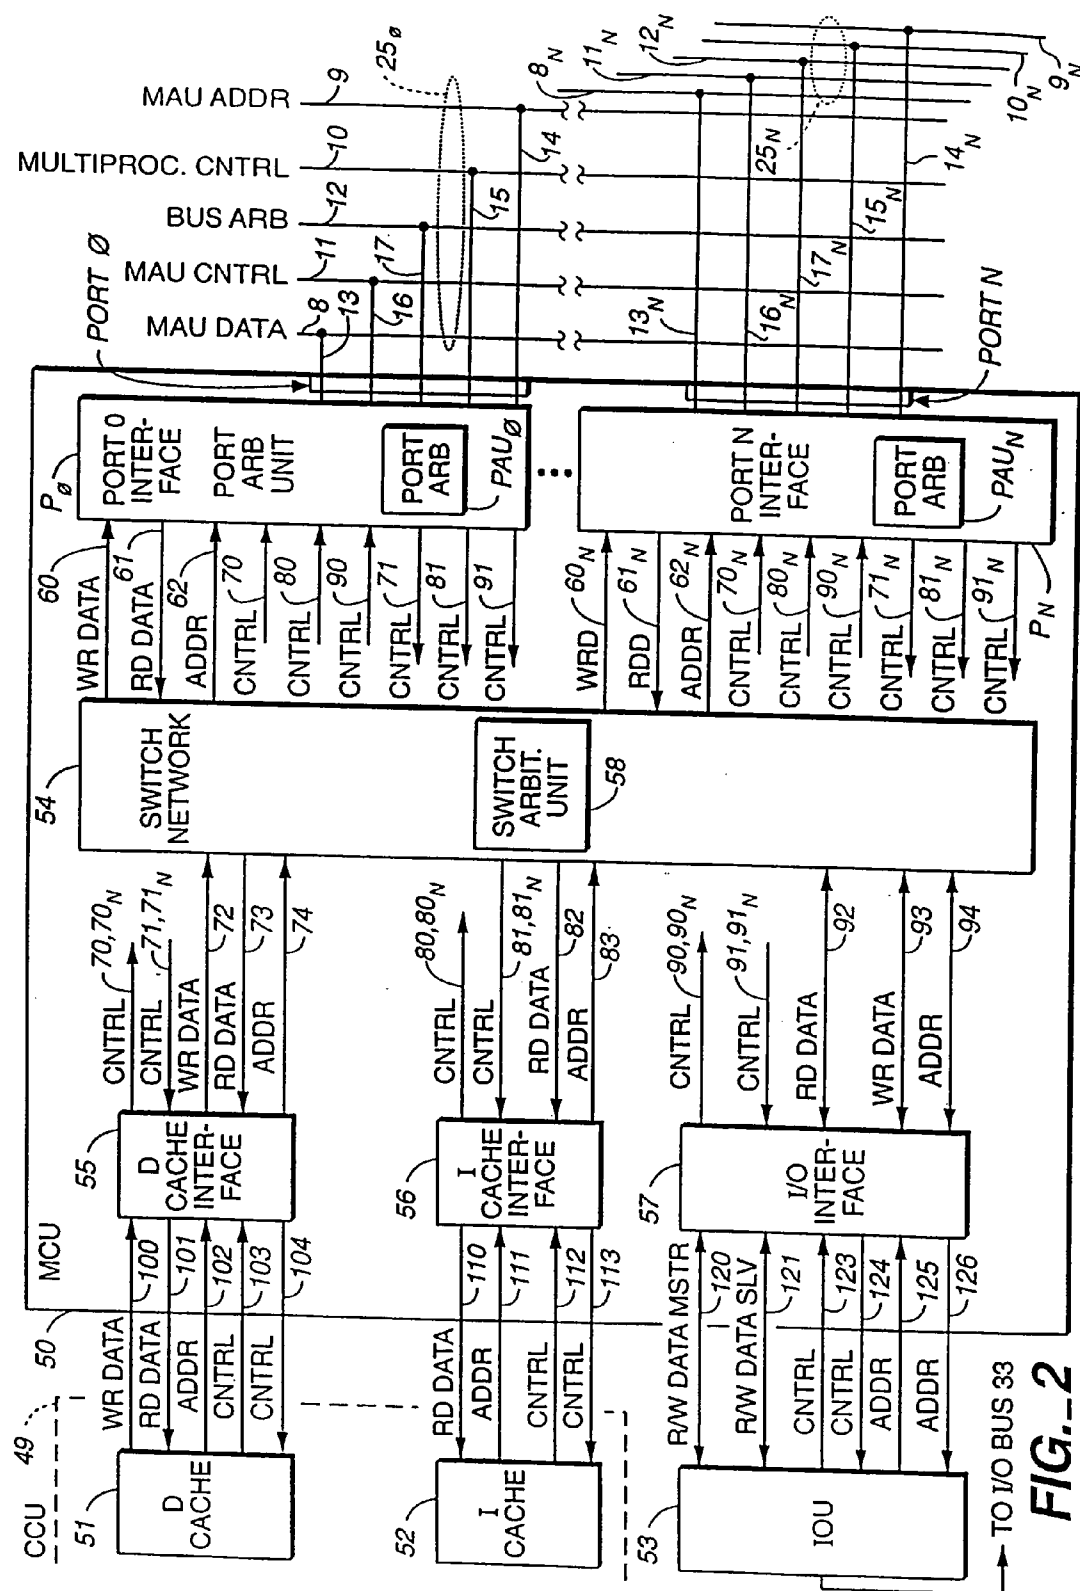 CCU
49
50
MCU
51
D
CACHE
WR DATA
RD DATA
ADDR
CNTRL
CNTRL
100
101
102
103
104
55
D
CACHE
INTER-
FACE
CNTRL
CNTRL
WR DATA
RD DATA
ADDR
70,70N
71,71N
72
73
74
52
I
CACHE
RD DATA
ADDR
CNTRL
CNTRL
110
111
112
113
56
I
CACHE
INTER-
FACE
CNTRL
CNTRL
RD DATA
ADDR
80,80N
81,81N
82
83
53
IOU
R/W DATA MSTR
R/W DATA SLV
CNTRL
CNTRL
ADDR
ADDR
120
121
123
124
125
126
57
I/O
INTER-
FACE
CNTRL
CNTRL
RD DATA
WR DATA
ADDR
90,90N
91,91N
92
93
94
54
SWITCH
NETWORK
SWITCH
ARBIT.
UNIT
58
WR DATA
RD DATA
ADDR
CNTRL
CNTRL
CNTRL
CNTRL
CNTRL
CNTRL
60
61
62
70
80
90
71
81
91
PØ
PORT 0
INTER-
FACE
PORT
ARB
UNIT
PORT
ARB
PAUØ
WRD
RDD
ADDR
CNTRL
CNTRL
CNTRL
CNTRL
CNTRL
CNTRL
60N
61N
62N
70N
80N
90N
71N
81N
91N
PORT N
INTER-
FACE
PORT
ARB
PAUN
PN
PORT Ø
PORT N
MAU DATA
MAU CNTRL
BUS ARB
MULTIPROC. CNTRL
MAU ADDR
8
11
12
10
9
13
16
17
15
14
25Ø
13N
16N
17N
15N
14N
8N
11N
12N
25N
10N
9N
TO I/O BUS 33
FIG._2